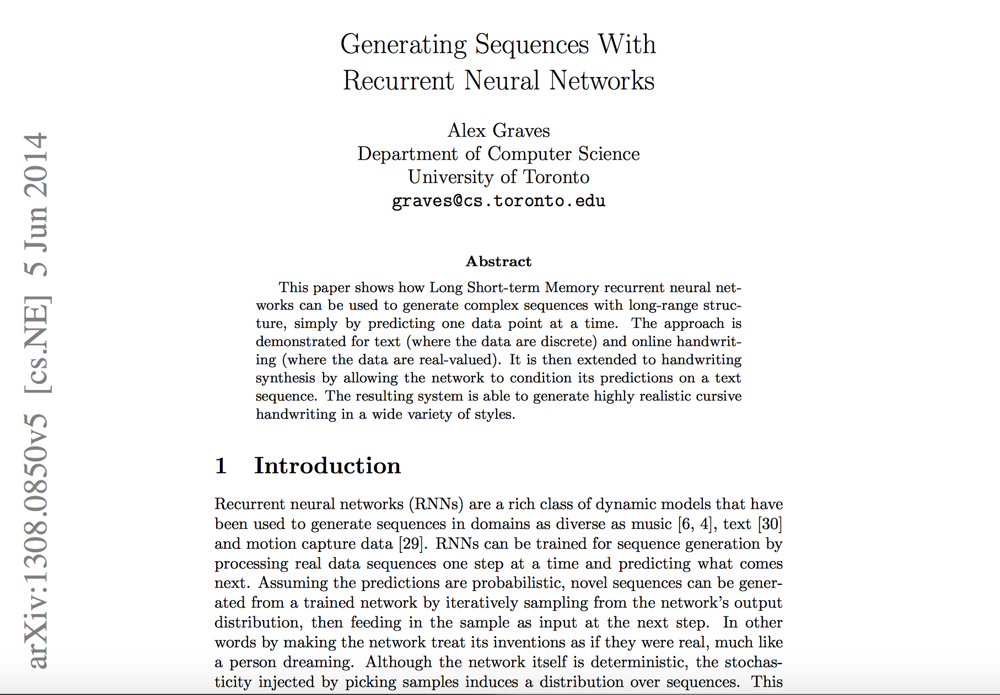 Generating Sequences With
Recurrent Neural Networks
Alex Graves
Department of Computer Science
University of Toronto
graves@cs.toronto.edu
arXiv:1308.0850v5 [cs.NE] 5 Jun 2014
Abstract
This paper shows how Long Short-term Memory recurrent neural net-
works can be used to generate complex sequences with long-range struc-
ture, simply by predicting one data point at a time. The approach is
demonstrated for text (where the data are discrete) and online handwrit-
ing (where the data are real-valued). It is then extended to handwriting
synthesis by allowing the network to condition its predictions on a text
sequence. The resulting system is able to generate highly realistic cursive
handwriting in a wide variety of styles.
1 Introduction
Recurrent neural networks (RNNs) are a rich class of dynamic models that have
been used to generate sequences in domains as diverse as music [6, 4], text [30]
and motion capture data [29]. RNNs can be trained for sequence generation by
processing real data sequences one step at a time and predicting what comes
next. Assuming the predictions are probabilistic, novel sequences can be gener-
ated from a trained network by iteratively sampling from the network's output
distribution, then feeding in the sample as input at the next step. In other
words by making the network treat its inventions as if they were real, much like
a person dreaming. Although the network itself is deterministic, the stochas-
ticity injected by picking samples induces a distribution over sequences. This